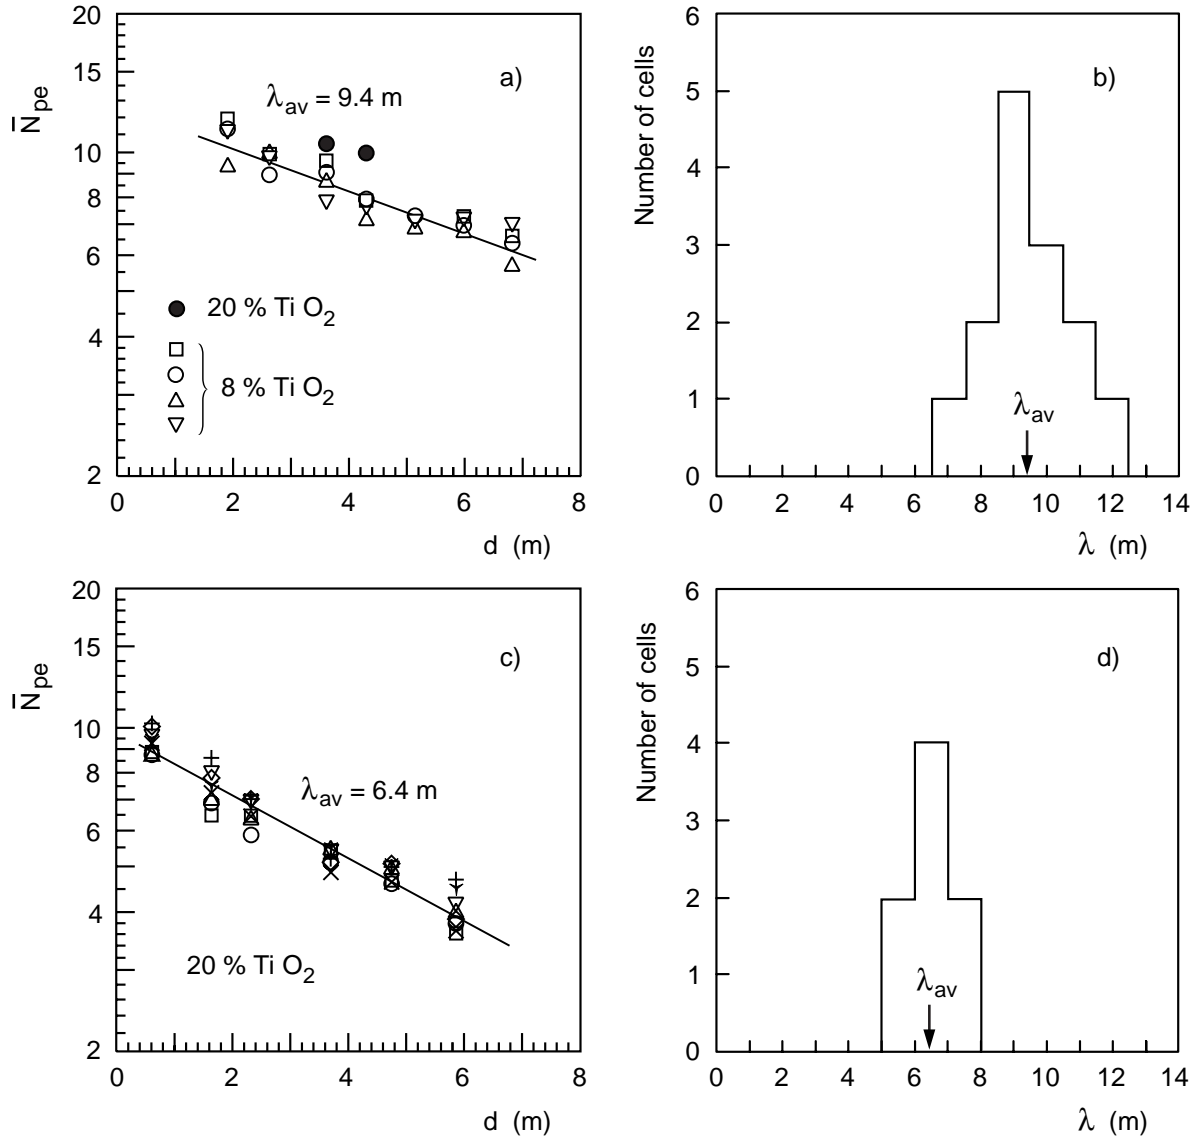 20
15
10
8
6
4
2
N̅pe
a)
λav = 9.4 m
20 % Ti O2
8 % Ti O2
0 2 4 6 8
d (m)
6
5
4
3
2
1
0
Number of cells
b)
λav
0 2 4 6 8 10 12 14
λ (m)
20
15
10
8
6
4
2
N̅pe
c)
λav = 6.4 m
20 % Ti O2
0 2 4 6 8
d (m)
6
5
4
3
2
1
0
Number of cells
d)
λav
0 2 4 6 8 10 12 14
λ (m)